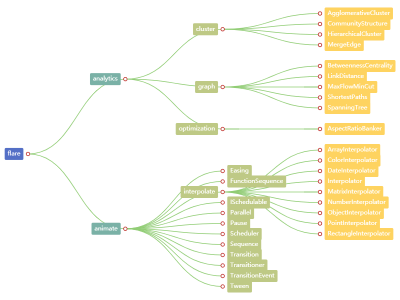 cluster
AgglomerativeCluster
CommunityStructure
HierarchicalCluster
MergeEdge
analytics
graph
BetweennessCentrality
LinkDistance
MaxFlowMinCut
ShortestPaths
SpanningTree
optimization
AspectRatioBanker
flare
animate
Easing
FunctionSequence
interpolate
ArrayInterpolator
ColorInterpolator
DateInterpolator
Interpolator
MatrixInterpolator
NumberInterpolator
ObjectInterpolator
PointInterpolator
RectangleInterpolator
ISchedulable
Parallel
Pause
Scheduler
Sequence
Transition
Transitioner
TransitionEvent
Tween